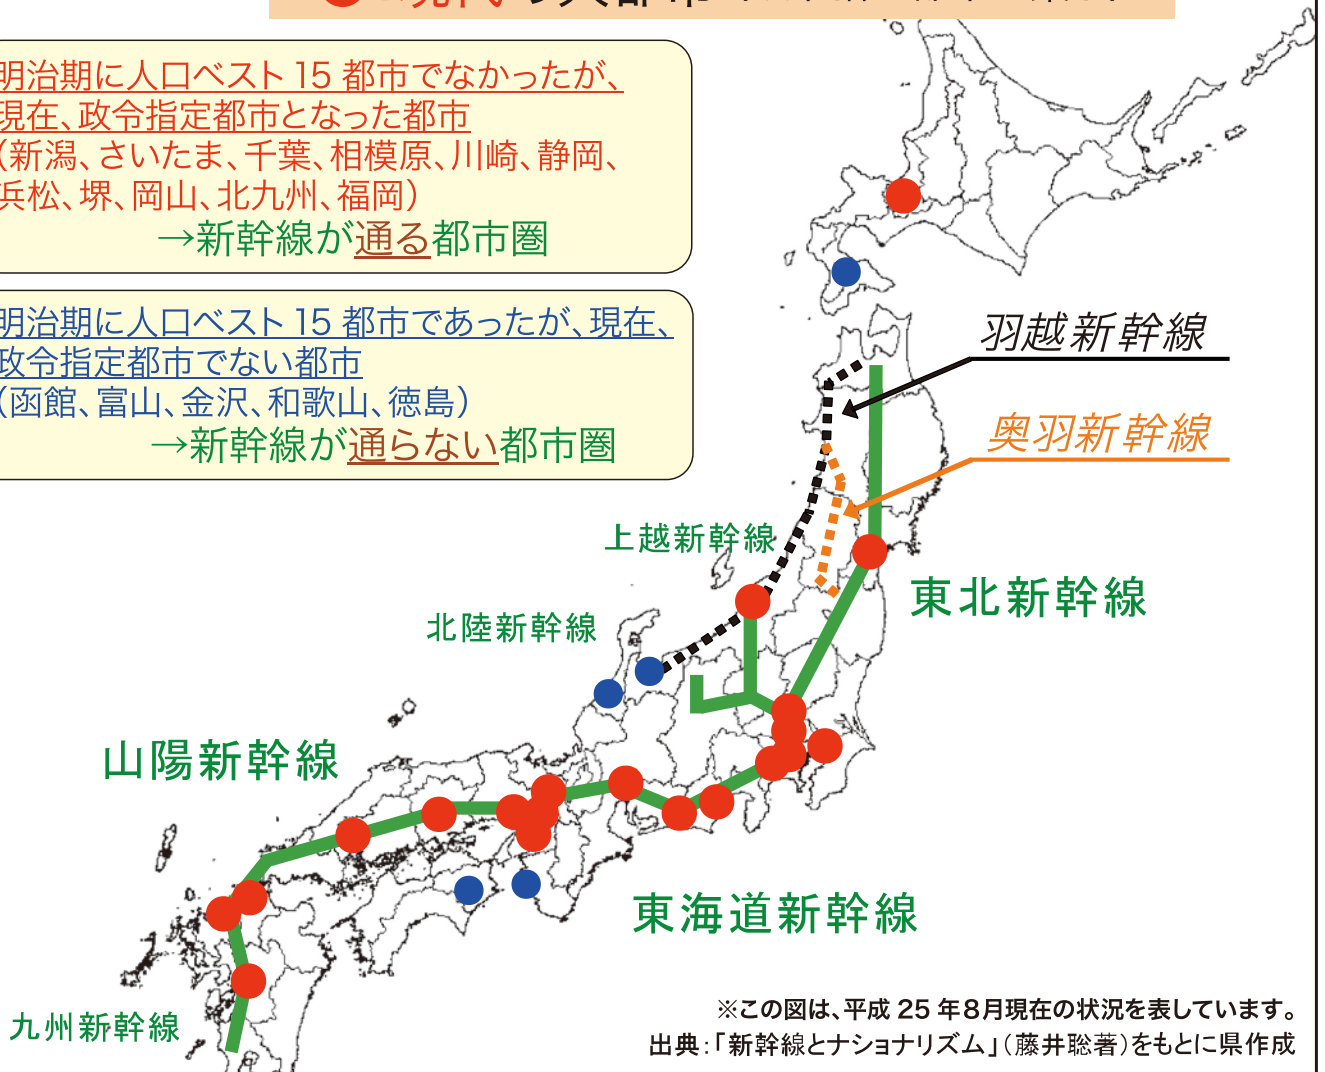 明治期に人口ベスト15 都市でなかったが、
現在、政令指定都市となった都市
（新潟、さいたま、千葉、相模原、川崎、静岡、
浜松、堺、岡山、北九州、福岡）
→新幹線が通る都市圏
明治期に人口ベスト15 都市であったが、現在、
政令指定都市でない都市
（函館、富山、金沢、和歌山、徳島）
→新幹線が通らない都市圏
羽越新幹線
奥羽新幹線
上越新幹線
東北新幹線
北陸新幹線
山陽新幹線
東海道新幹線
九州新幹線
※この図は、平成 25 年8月現在の状況を表しています。
出典：「新幹線とナショナリズム」（藤井聡著）をもとに県作成